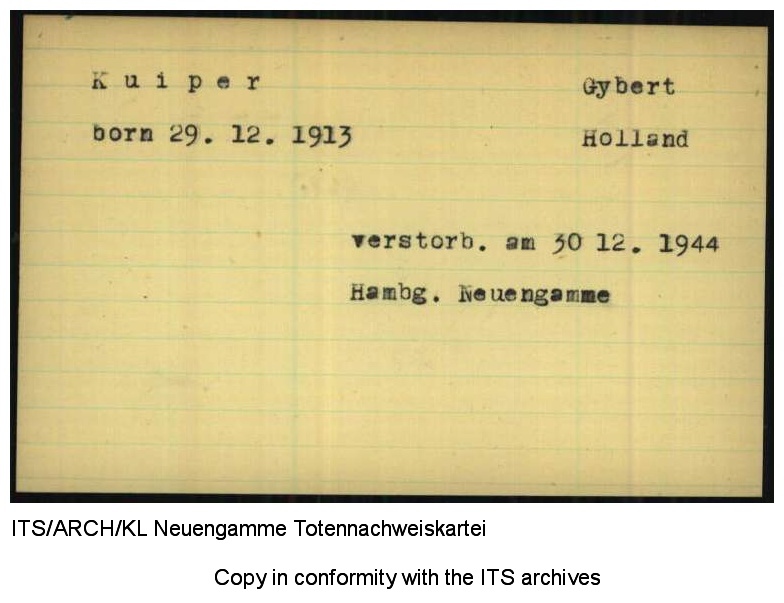 Kuiper Gybert
born 29. 12. 1913 Holland
verstorb. am 30 12. 1944
Hambg. Neuengamme
ITS/ARCH/KL Neuengamme Totennachweiskartei
Copy in conformity with the ITS archives